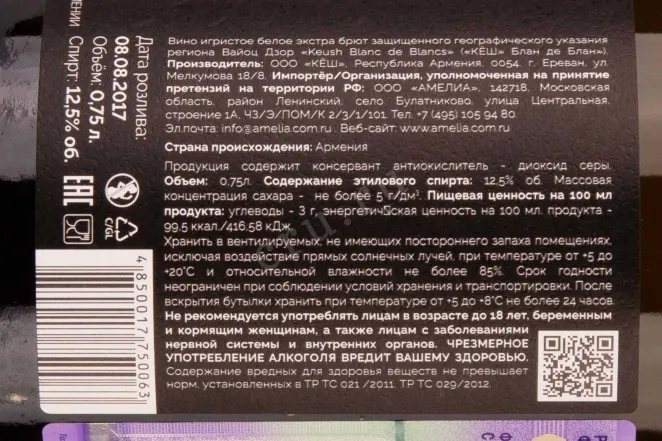 Вино игристое белое экстра брют защищенного географического указания
региона Вайоц Дзор «Keush Blanc de Blancs» («КЁШ» Блан де Блан»).
Производитель: ООО «КЁШ», Республика Армения, 0054, г. Ереван, ул.
Мелкумова 18/8. Импортёр/Организация, уполномоченная на принятие
претензий на территории РФ: ООО «АМЕЛИА», 142718, Московская
область, район Ленинский, село Булатниково, улица Центральная,
строение 1А, ЧЗ/Э/ПОМ/К 2/3/1/101. Тел. +7 (495) 105 94 80.
Эл.почта: info@amelia.com.ru. Веб-сайт: www.amelia.com.ru
Страна происхождения: Армения
Продукция содержит консервант антиокислитель - диоксид серы.
Объем: 0.75л. Содержание этилового спирта: 12.5% об. Массовая
концентрация сахара - не более 5 г/дм³. Пищевая ценность на 100 мл
продукта: углеводы - 3 г, энергетическая ценность на 100 мл. продукта -
99.5 ккал./416.58 кДж.
Хранить в вентилируемых, не имеющих постороннего запаха помещениях,
исключая воздействие прямых солнечных лучей, при температуре от +5 до
+20°C и относительной влажности не более 85%. Срок годности
неограничен при соблюдении условий хранения и транспортировки. После
вскрытия бутылки хранить при температуре от +5 до +8°C не более 24 часов.
Не рекомендуется употреблять лицам в возрасте до 18 лет, беременным
и кормящим женщинам, а также лицам с заболеваниями
нервной системы и внутренних органов. ЧРЕЗМЕРНОЕ
УПОТРЕБЛЕНИЕ АЛКОГОЛЯ ВРЕДИТ ВАШЕМУ ЗДОРОВЬЮ.
Содержание вредных для здоровья веществ не превышает
норм, установленных в ТР ТС 021 /2011, ТР ТС 029/2012.
Дата розлива:
08.08.2017
Объём: 0,75 л.
Спирт: 12,5% об.
EAC
C/GL
4850017750063